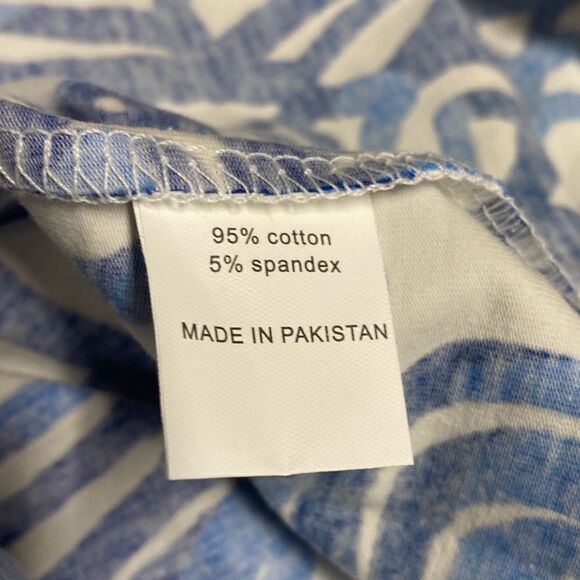 95% cotton
5% spandex
MADE IN PAKISTAN